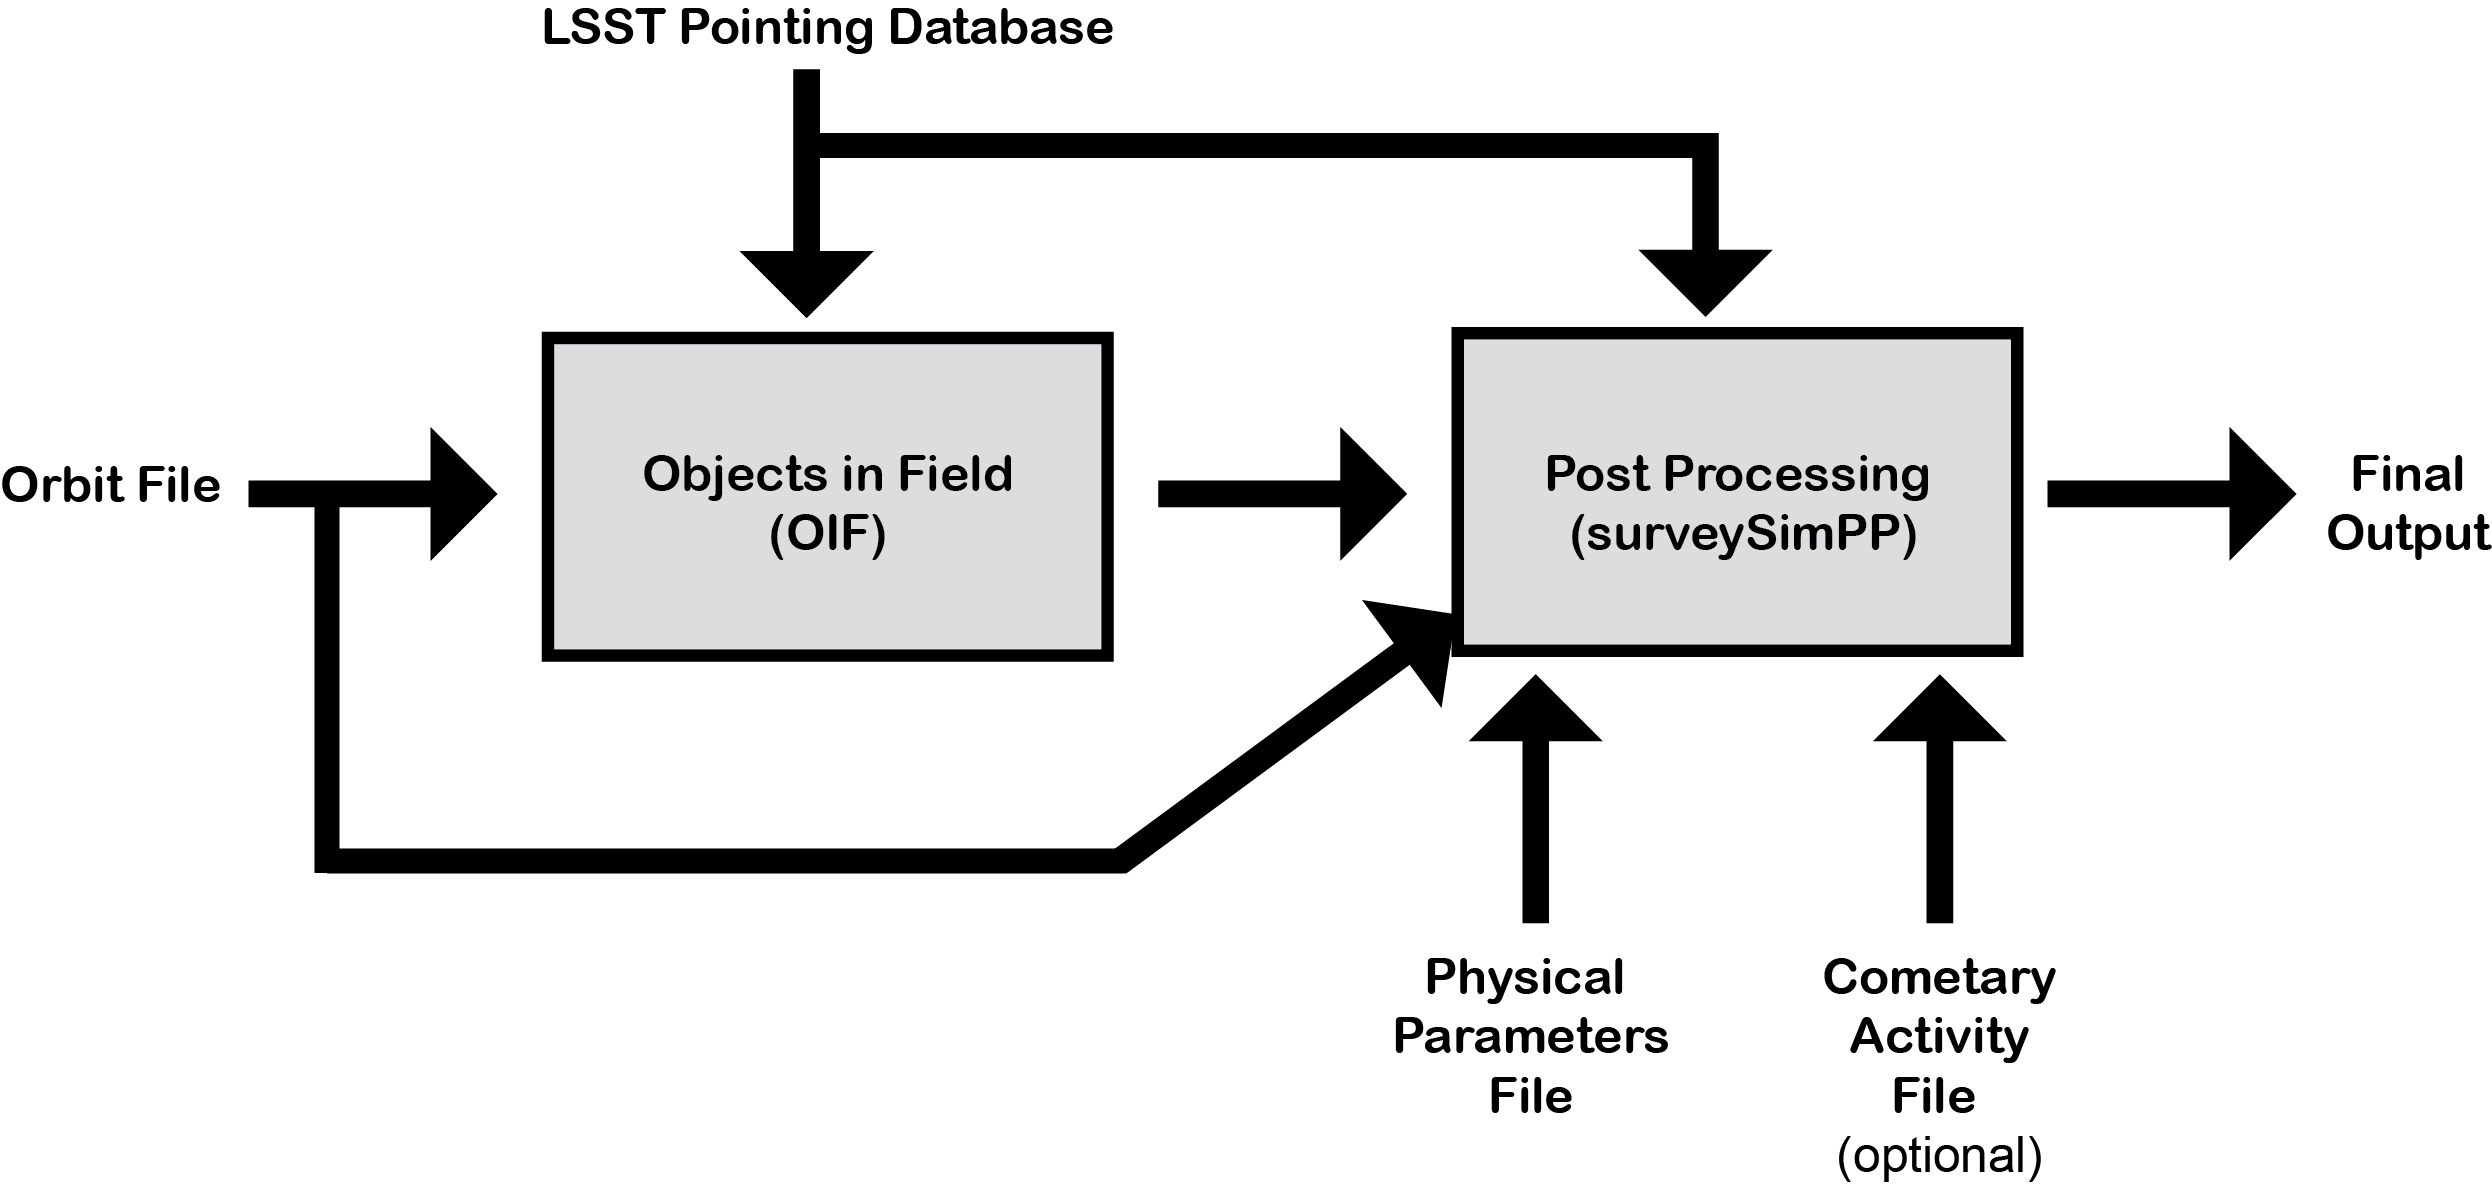 LSST Pointing Database
Orbit File
Objects in Field
(OIF)
Post Processing
(surveySimPP)
Final
Output
Physical
Parameters
File
Cometary
Activity
File
(optional)